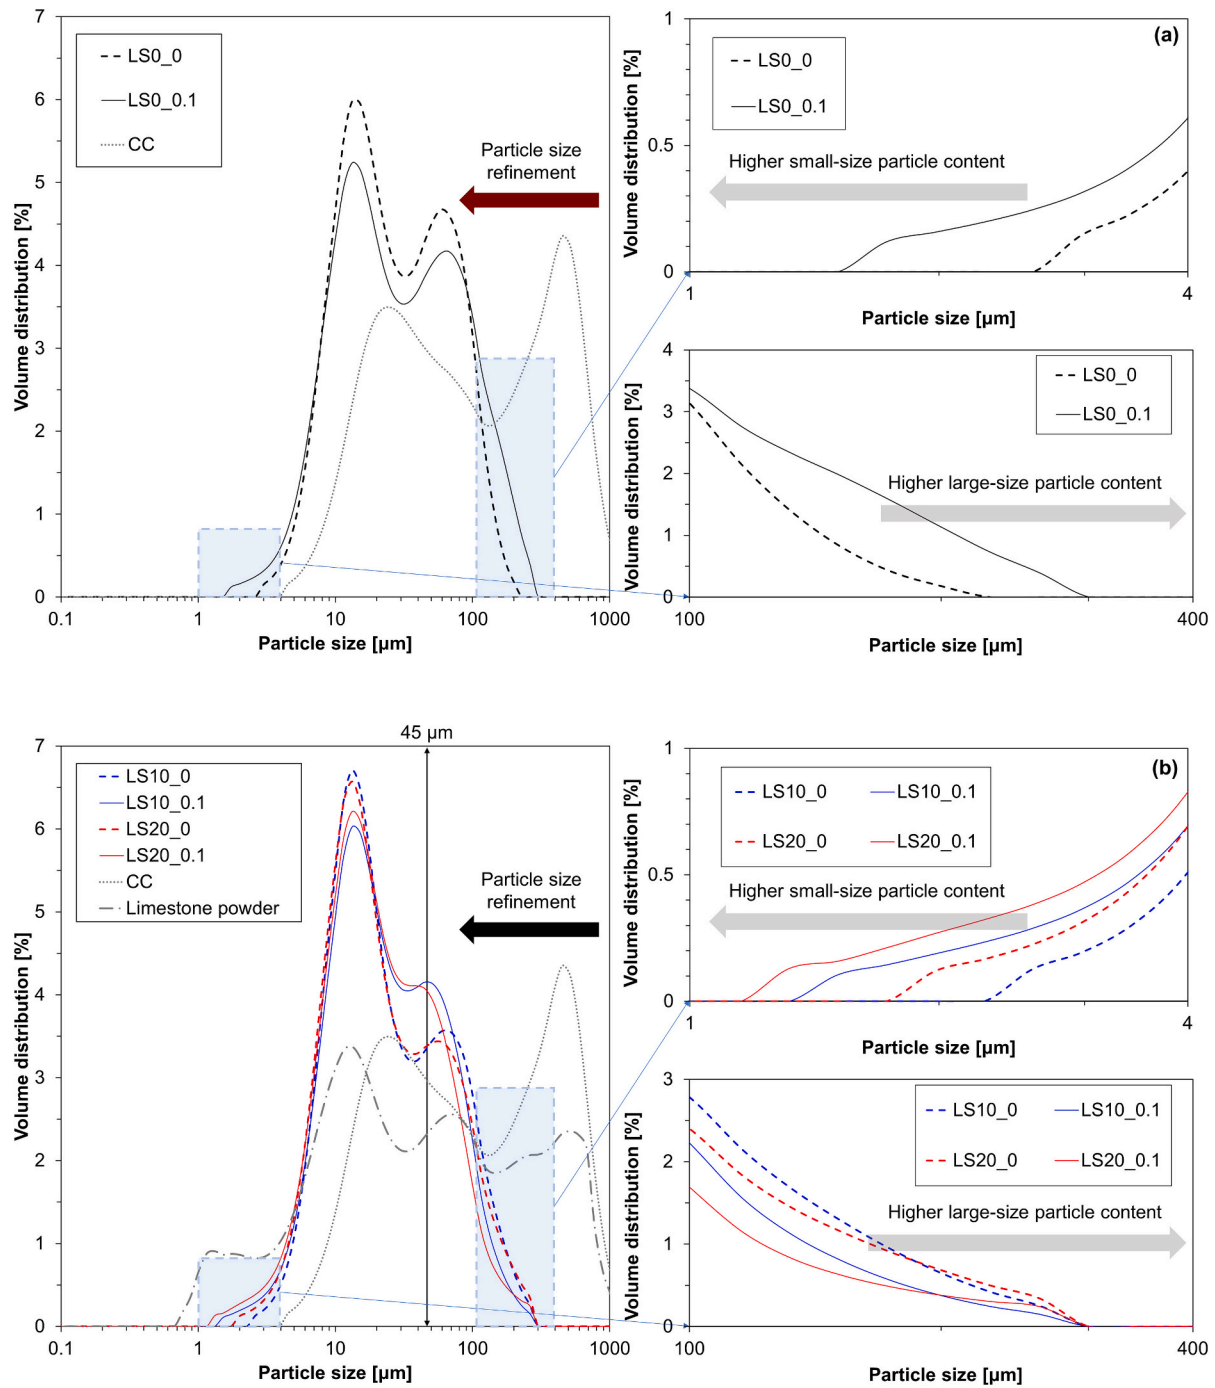 7
6
5
4
3
2
1
0
Volume distribution [%]
LS0_0
LS0_0.1
CC
Particle size
refinement
0.1
1
10
100
1000
Particle size [µm]
(a)
1
0.5
0
Volume distribution [%]
LS0_0
LS0_0.1
Higher small-size particle content
1
4
Particle size [µm]
4
3
2
1
0
Volume distribution [%]
LS0_0
LS0_0.1
Higher large-size particle content
100
400
Particle size [µm]
45 µm
7
6
5
4
3
2
1
0
Volume distribution [%]
LS10_0
LS10_0.1
LS20_0
LS20_0.1
CC
Limestone powder
Particle size
refinement
0.1
1
10
100
1000
Particle size [µm]
(b)
1
0.5
0
Volume distribution [%]
LS10_0
LS10_0.1
LS20_0
LS20_0.1
Higher small-size particle content
1
4
Particle size [µm]
3
2
1
0
Volume distribution [%]
LS10_0
LS10_0.1
LS20_0
LS20_0.1
Higher large-size particle content
100
400
Particle size [µm]